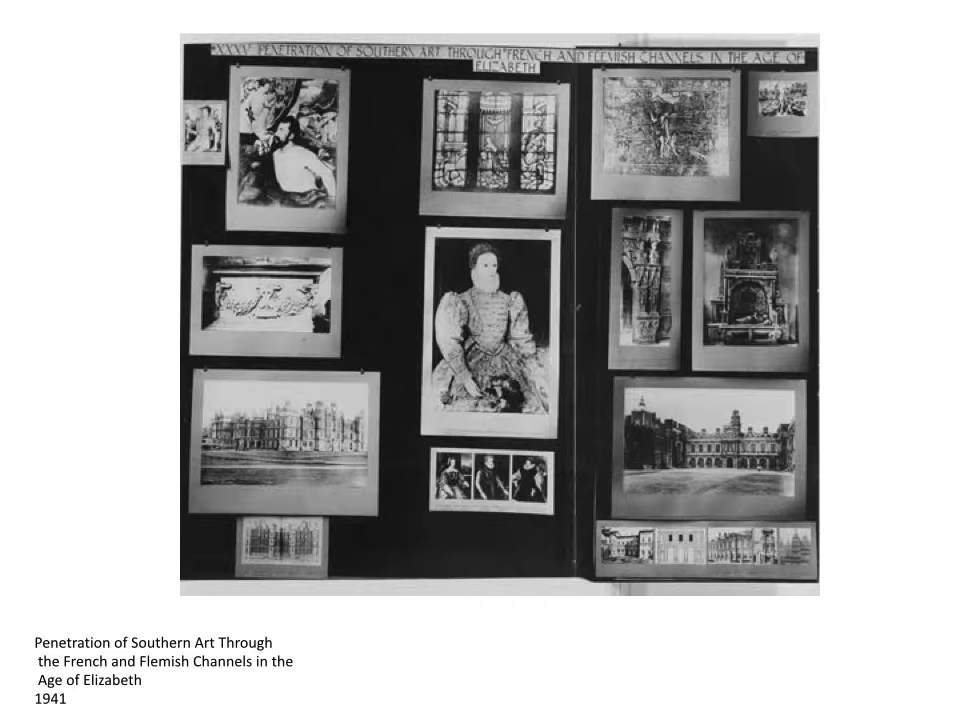 XXXV PENETRATION OF SOUTHERN ART THROUGH FRENCH AND FLEMISH CHANNELS IN THE AGE OF
ELIZABETH
Penetration of Southern Art Through
the French and Flemish Channels in the
Age of Elizabeth
1941